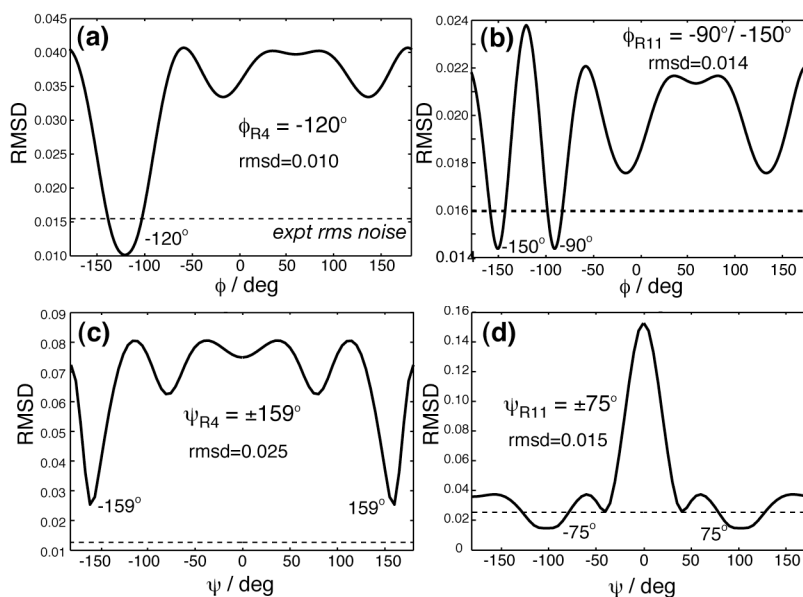 (a)
0.045
0.040
0.035
0.030
0.025
0.020
0.015
0.010
RMSD
ϕR4 = -120°
rmsd=0.010
expt rms noise
-120°
-150 -100 -50 0 50 100 150
ϕ / deg
(b)
0.024
0.022
0.020
0.018
0.016
0.014
RMSD
ϕR11 = -90°/ -150°
rmsd=0.014
-150° -90°
-150 -100 -50 0 50 100 150
ϕ / deg
(c)
0.09
0.08
0.07
0.06
0.05
0.04
0.03
0.02
0.01
RMSD
ψR4 = ±159°
rmsd=0.025
-159° 159°
-150 -100 -50 0 50 100 150
ψ / deg
(d)
0.16
0.14
0.12
0.10
0.08
0.06
0.04
0.02
0
RMSD
ψR11 = ±75°
rmsd=0.015
-75° 75°
-150 -100 -50 0 50 100 150
ψ / deg